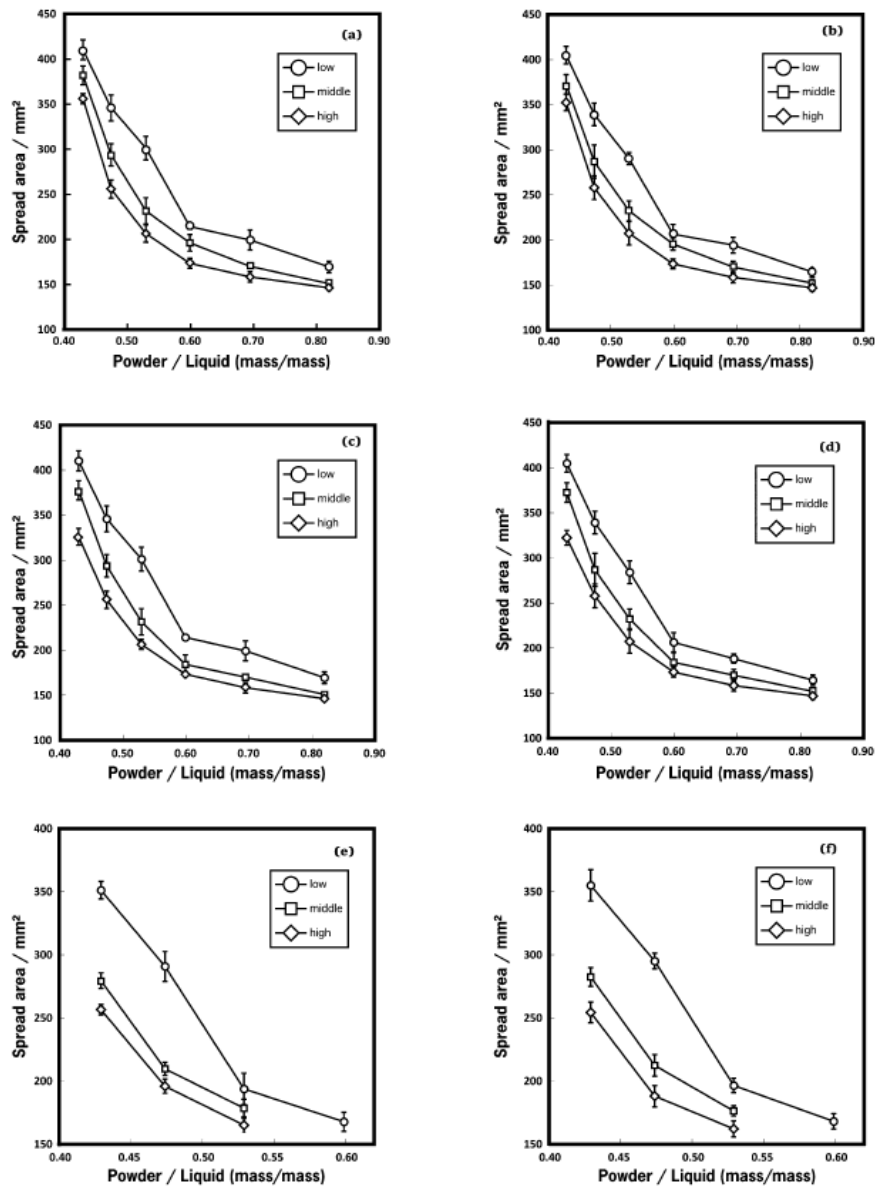 (a)
450
400
350
300
250
200
150
100
0.40 0.50 0.60 0.70 0.80 0.90
Spread area / mm²
Powder / Liquid (mass/mass)
low
middle
high
(b)
450
400
350
300
250
200
150
100
0.40 0.50 0.60 0.70 0.80 0.90
Spread area / mm²
Powder / Liquid (mass/mass)
low
middle
high
(c)
450
400
350
300
250
200
150
100
0.40 0.50 0.60 0.70 0.80 0.90
Spread area / mm²
Powder / Liquid (mass/mass)
low
middle
high
(d)
450
400
350
300
250
200
150
100
0.40 0.50 0.60 0.70 0.80 0.90
Spread area / mm²
Powder / Liquid (mass/mass)
low
middle
high
(e)
400
350
300
250
200
150
0.40 0.45 0.50 0.55 0.60
Spread area / mm²
Powder / Liquid (mass/mass)
low
middle
high
(f)
400
350
300
250
200
150
0.40 0.45 0.50 0.55 0.60
Spread area / mm²
Powder / Liquid (mass/mass)
low
middle
high